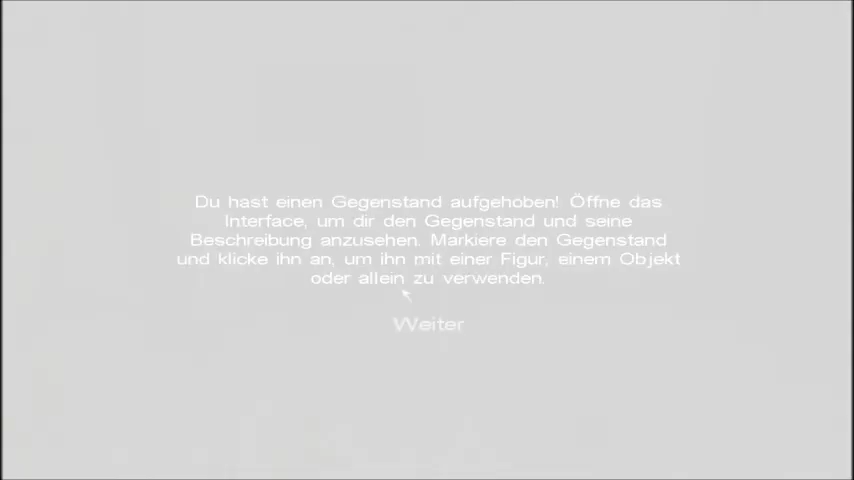 Du hast einen Gegenstand aufgehoben! Öffne das
Interface, um dir den Gegenstand und seine
Beschreibung anzusehen. Markiere den Gegenstand
und klicke ihn an, um ihn mit einer Figur, einem Objekt
oder allein zu verwenden.
Weiter